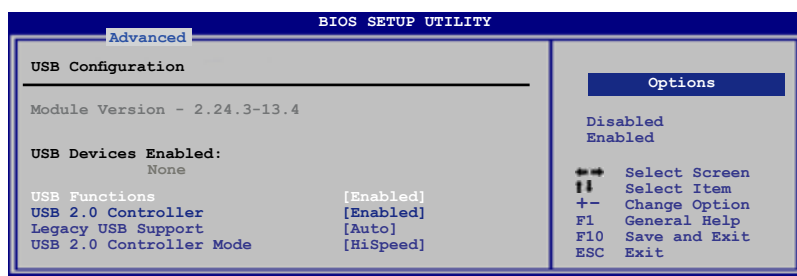 BIOS SETUP UTILITY
Advanced
USB Configuration
Module Version - 2.24.3-13.4
USB Devices Enabled:
None
USB Functions [Enabled]
USB 2.0 Controller [Enabled]
Legacy USB Support [Auto]
USB 2.0 Controller Mode [HiSpeed]
Options
Disabled
Enabled
←→ Select Screen
↑↓ Select Item
+- Change Option
F1 General Help
F10 Save and Exit
ESC Exit